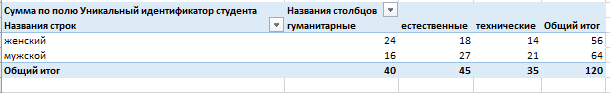 Сумма по полю Уникальный идентификатор студента Названия столбцов
Названия строк гуманитарные естественные технические Общий итог
женский 24 18 14 56
мужской 16 27 21 64
Общий итог 40 45 35 120